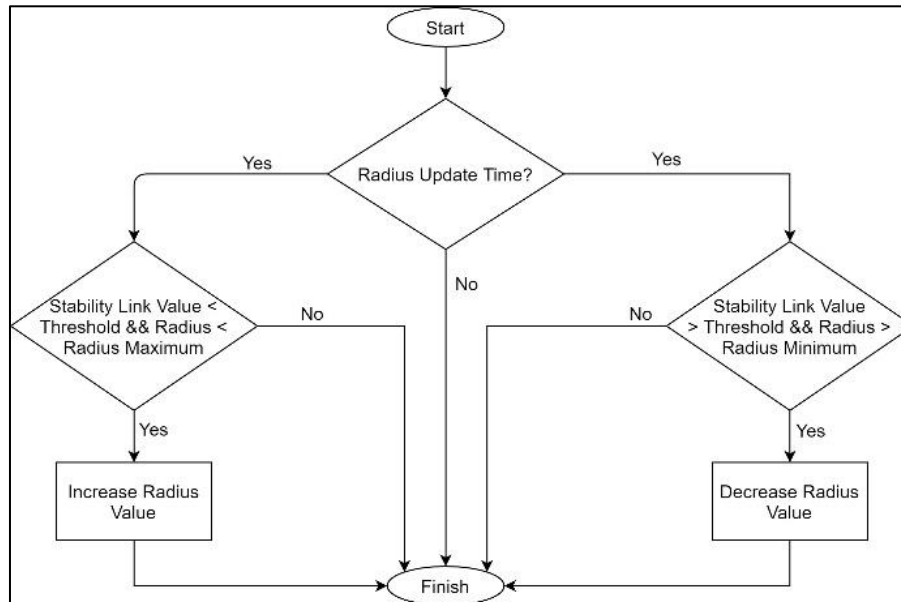 Start
Radius Update Time?
Yes
Yes
No
Stability Link Value <
Threshold && Radius <
Radius Maximum
No
Yes
Increase Radius
Value
Stability Link Value
> Threshold && Radius >
Radius Minimum
No
Yes
Decrease Radius
Value
Finish